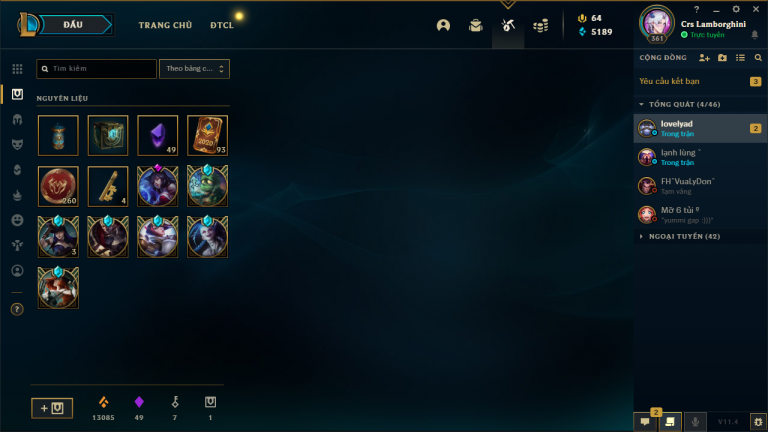 ĐẤU
TRANG CHỦ
ĐTCL
64
5189
361
Crs Lamborghini
Trực tuyến
CỘNG ĐỒNG
Yêu cầu kết bạn
3
TỔNG QUÁT (4/46)
lovelyad
Trong trận
2
lạnh lùng ~
Trong trận
FH~VuaLyDon~
Tạm vắng
Mỡ 6 túi º
"yummi gap :)))"
NGOẠI TUYẾN (42)
Tìm kiếm
Theo bảng c...
NGUYÊN LIỆU
49
2020
93
260
4
3
13085
49
7
1
2
V11.4